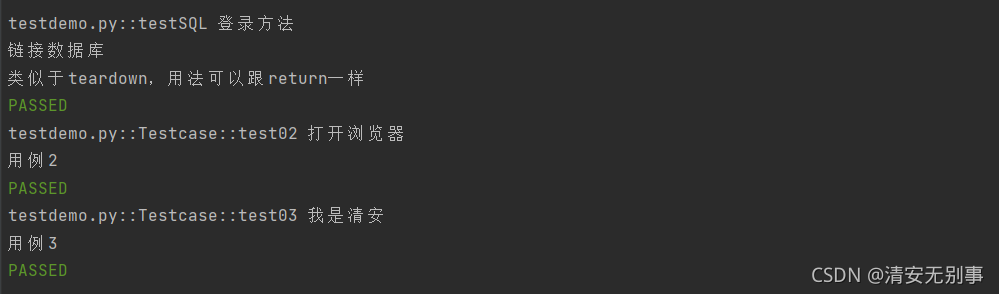 testdemo.py::testSQL 登录方法
链接数据库
类似于teardown，用法可以跟return一样
PASSED
testdemo.py::Testcase::test02 打开浏览器
用例2
PASSED
testdemo.py::Testcase::test03 我是清安
用例3
PASSED
CSDN @清安无别事